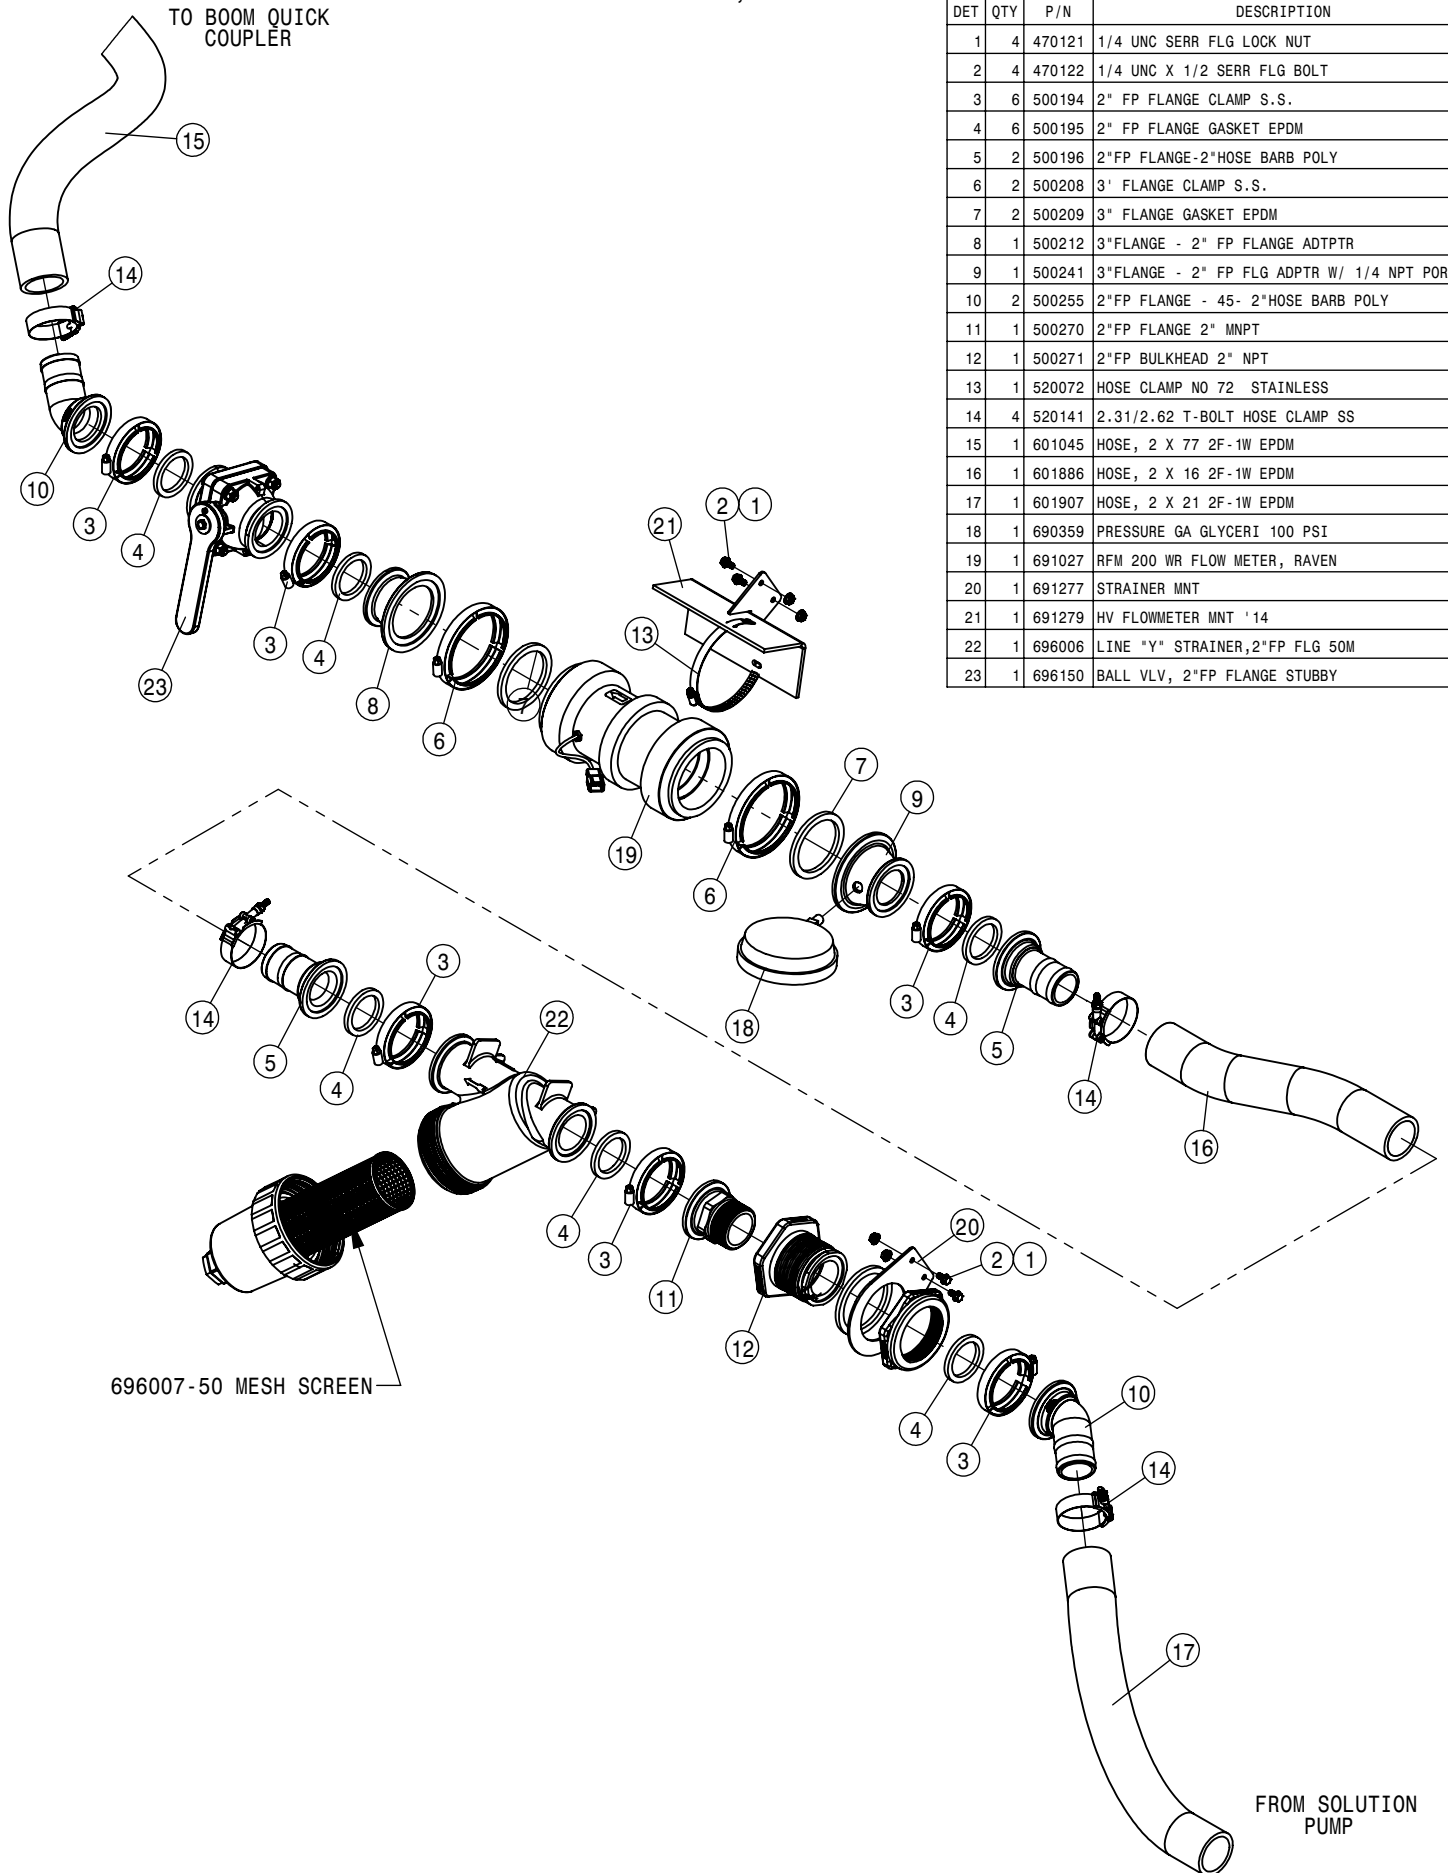 TO BOOM QUICK
COUPLER
DET QTY P/N DESCRIPTION
1 4 470121 1/4 UNC SERR FLG LOCK NUT
2 4 470122 1/4 UNC X 1/2 SERR FLG BOLT
3 6 500194 2" FP FLANGE CLAMP S.S.
4 6 500195 2" FP FLANGE GASKET EPDM
5 2 500196 2"FP FLANGE-2"HOSE BARB POLY
6 2 500208 3' FLANGE CLAMP S.S.
7 2 500209 3" FLANGE GASKET EPDM
8 1 500212 3"FLANGE - 2" FP FLANGE ADTPTR
9 1 500241 3"FLANGE - 2" FP FLG ADPTR W/ 1/4 NPT POR
10 2 500255 2"FP FLANGE - 45- 2"HOSE BARB POLY
11 1 500270 2"FP FLANGE 2" MNPT
12 1 500271 2"FP BULKHEAD 2" NPT
13 1 520072 HOSE CLAMP NO 72 STAINLESS
14 4 520141 2.31/2.62 T-BOLT HOSE CLAMP SS
15 1 601045 HOSE, 2 X 77 2F-1W EPDM
16 1 601886 HOSE, 2 X 16 2F-1W EPDM
17 1 601907 HOSE, 2 X 21 2F-1W EPDM
18 1 690359 PRESSURE GA GLYCERI 100 PSI
19 1 691027 RFM 200 WR FLOW METER, RAVEN
20 1 691277 STRAINER MNT
21 1 691279 HV FLOWMETER MNT '14
22 1 696006 LINE "Y" STRAINER,2"FP FLG 50M
23 1 696150 BALL VLV, 2"FP FLANGE STUBBY
15
14
10
3
4
23
3
4
8
6
7
21
2 1
13
19
6
7
9
18
3
4
5
14
16
14
5
4
3
22
4
3
11
12
20
2 1
4
3
10
14
17
696007-50 MESH SCREEN
FROM SOLUTION
PUMP